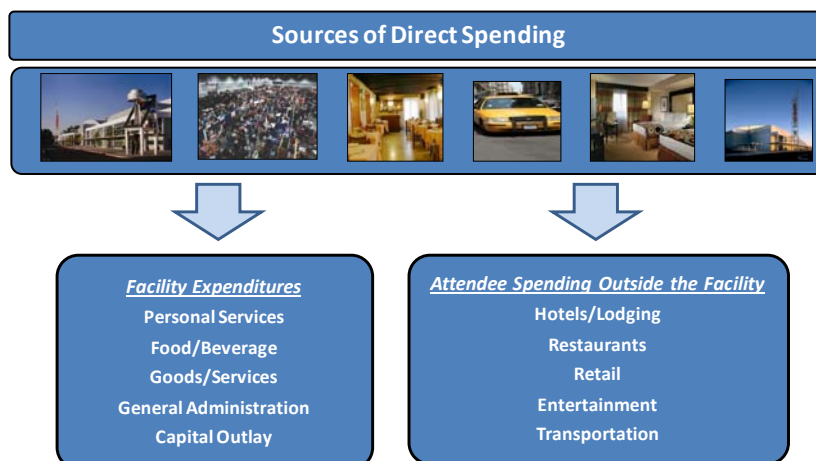 Sources of Direct Spending
Facility Expenditures
Personal Services
Food/Beverage
Goods/Services
General Administration
Capital Outlay
Attendee Spending Outside the Facility
Hotels/Lodging
Restaurants
Retail
Entertainment
Transportation